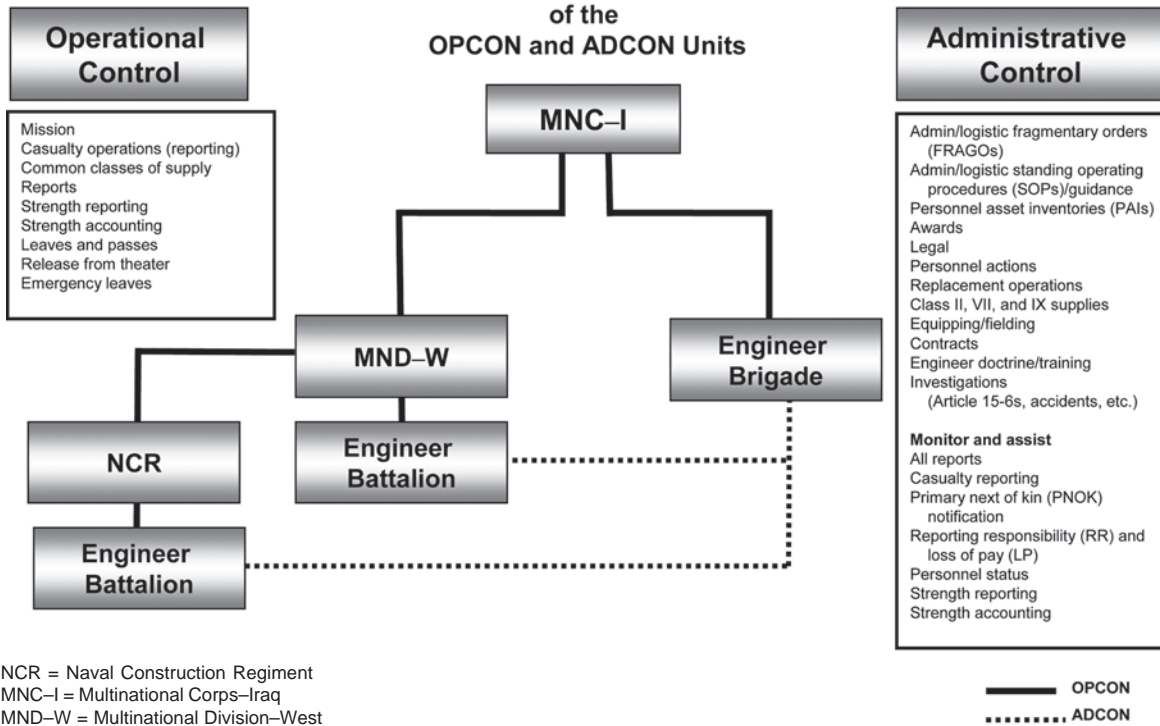 of the
OPCON and ADCON Units
Operational
Control
Mission
Casualty operations (reporting)
Common classes of supply
Reports
Strength reporting
Strength accounting
Leaves and passes
Release from theater
Emergency leaves
MNC–I
MND–W
Engineer
Brigade
NCR
Engineer
Battalion
Engineer
Battalion
Administrative
Control
Admin/logistic fragmentary orders
(FRAGOs)
Admin/logistic standing operating
procedures (SOPs)/guidance
Personnel asset inventories (PAIs)
Awards
Legal
Personnel actions
Replacement operations
Class II, VII, and IX supplies
Equipping/fielding
Contracts
Engineer doctrine/training
Investigations
(Article 15-6s, accidents, etc.)
Monitor and assist
All reports
Casualty reporting
Primary next of kin (PNOK)
notification
Reporting responsibility (RR) and
loss of pay (LP)
Personnel status
Strength reporting
Strength accounting
NCR = Naval Construction Regiment
MNC–I = Multinational Corps–Iraq
MND–W = Multinational Division–West
OPCON
ADCON